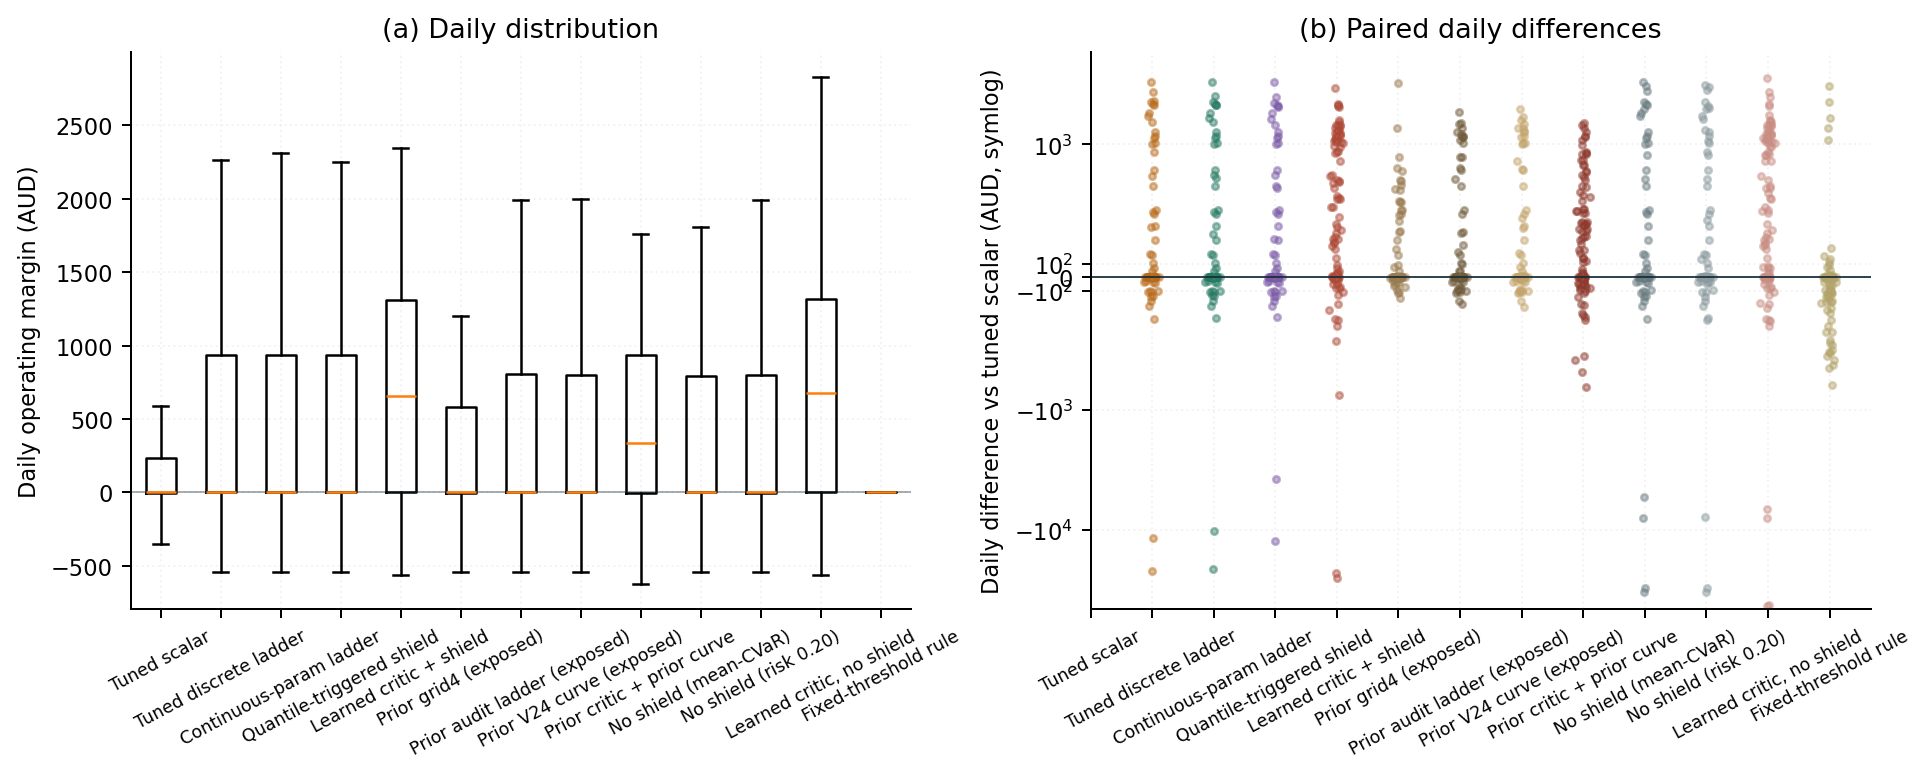 (a) Daily distribution
Daily operating margin (AUD)
2500
2000
1500
1000
500
0
−500
Tuned scalar
Tuned discrete ladder
Continuous-param ladder
Quantile-triggered shield
Learned critic + shield
Prior grid4 (exposed)
Prior audit ladder (exposed)
Prior V24 curve (exposed)
Prior critic + prior curve
No shield (mean-CVaR)
No shield (risk 0.20)
Learned critic, no shield
Fixed-threshold rule
(b) Paired daily differences
Daily difference vs tuned scalar (AUD, symlog)
10³
10²
0
−10²
−10³
−10⁴
Tuned scalar
Tuned discrete ladder
Continuous-param ladder
Quantile-triggered shield
Learned critic + shield
Prior grid4 (exposed)
Prior audit ladder (exposed)
Prior V24 curve (exposed)
Prior critic + prior curve
No shield (mean-CVaR)
No shield (risk 0.20)
Learned critic, no shield
Fixed-threshold rule